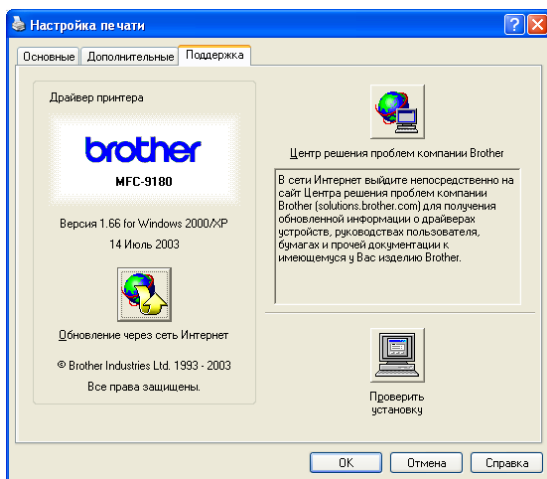 Настройка печати
Основные Дополнительные Поддержка
Драйвер принтера
brother
MFC-9180
Версия 1.66 for Windows 2000/XP
14 Июль 2003
Обновление через сеть Интернет
© Brother Industries Ltd. 1993 - 2003
Все права защищены.
Центр решения проблем компании Brother
В сети Интернет выйдите непосредственно на
сайт Центра решения проблем компании
Brother (solutions.brother.com) для получения
обновленной информации о драйверах
устройств, руководствах пользователя,
бумагах и прочей документации к
имеющемуся у Вас изделию Brother.
Проверить
установку
OK Отмена Справка